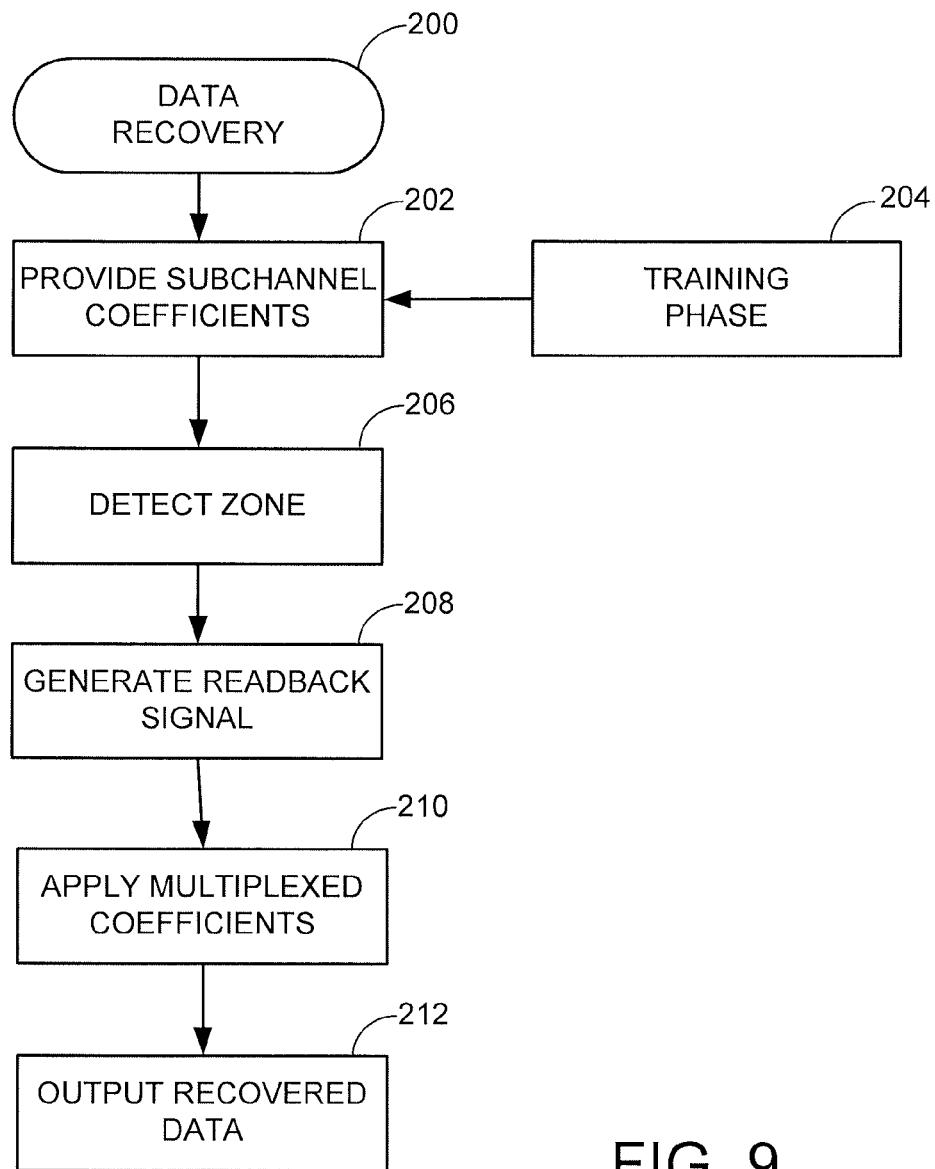 200
DATA
RECOVERY
202
204
PROVIDE SUBCHANNEL
COEFFICIENTS
TRAINING
PHASE
206
DETECT ZONE
208
GENERATE READBACK
SIGNAL
210
APPLY MULTIPLEXED
COEFFICIENTS
212
OUTPUT RECOVERED
DATA
FIG. 9